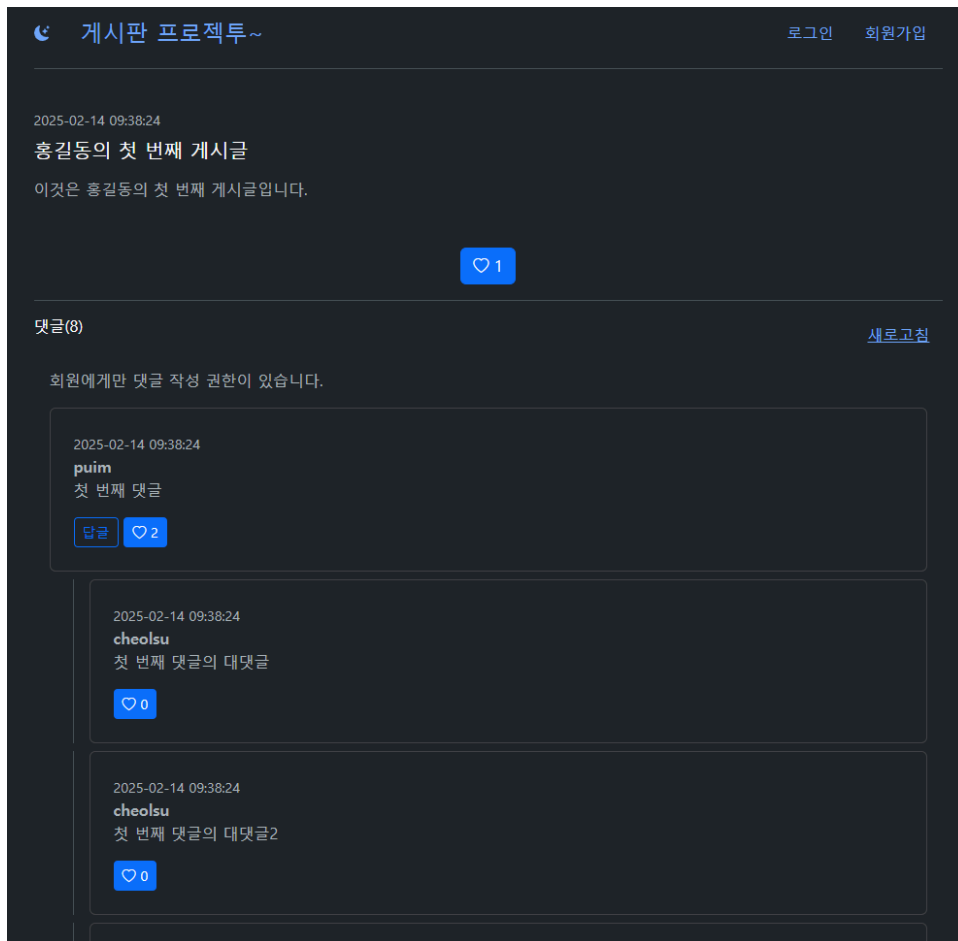 게시판 프로젝투~
로그인 회원가입
2025-02-14 09:38:24
홍길동의 첫 번째 게시글
이것은 홍길동의 첫 번째 게시글입니다.
1
댓글(8)
새로고침
회원에게만 댓글 작성 권한이 있습니다.
2025-02-14 09:38:24
puim
첫 번째 댓글
답글 2
2025-02-14 09:38:24
cheolsu
첫 번째 댓글의 대댓글
0
2025-02-14 09:38:24
cheolsu
첫 번째 댓글의 대댓글2
0